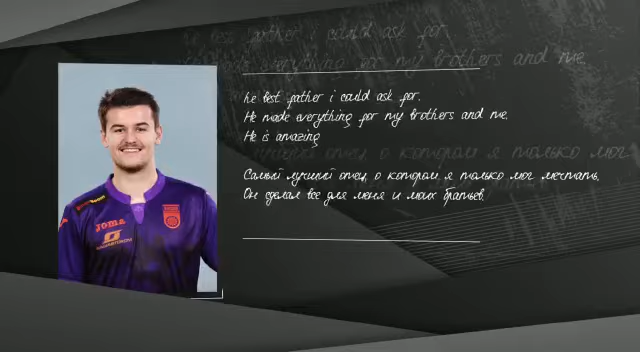 he best father i could ask for.
He made everything for my brothers and me.
He is amazing
Самый лучший отец, о котором я только мог мечтать.
Он сделал все для меня и моих братьев.
JOMA